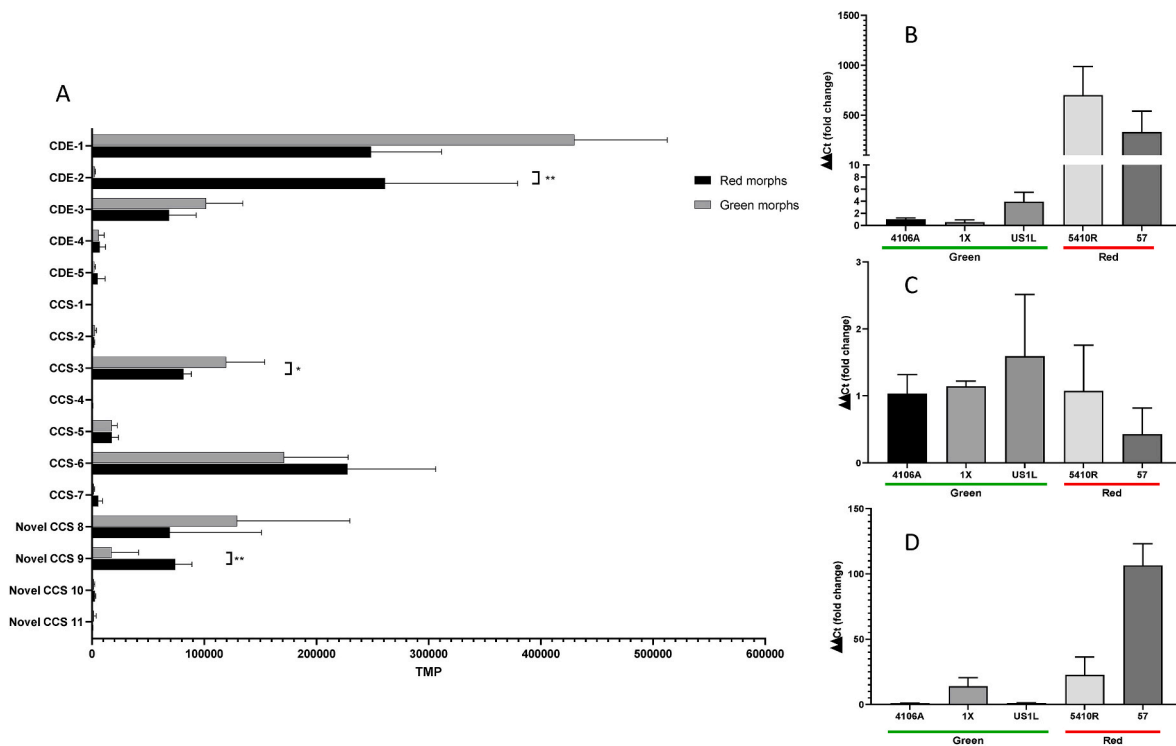 A
CDE-1
CDE-2
**
CDE-3
CDE-4
CDE-5
CCS-1
CCS-2
CCS-3
*
CCS-4
CCS-5
CCS-6
CCS-7
Novel CCS 8
Novel CCS 9
**
Novel CCS 10
Novel CCS 11
0 100000 200000 300000 400000 500000 600000
TMP
Red morphs
Green morphs
B
▲▲Ct (fold change)
1500
1000
500
10
8
6
4
2
0
4106A 1X US1L 5410R 57
Green Red
C
▲▲Ct (fold change)
3
2
1
0
4106A 1X US1L 5410R 57
Green Red
D
▲▲Ct (fold change)
150
100
50
0
4106A 1X US1L 5410R 57
Green Red